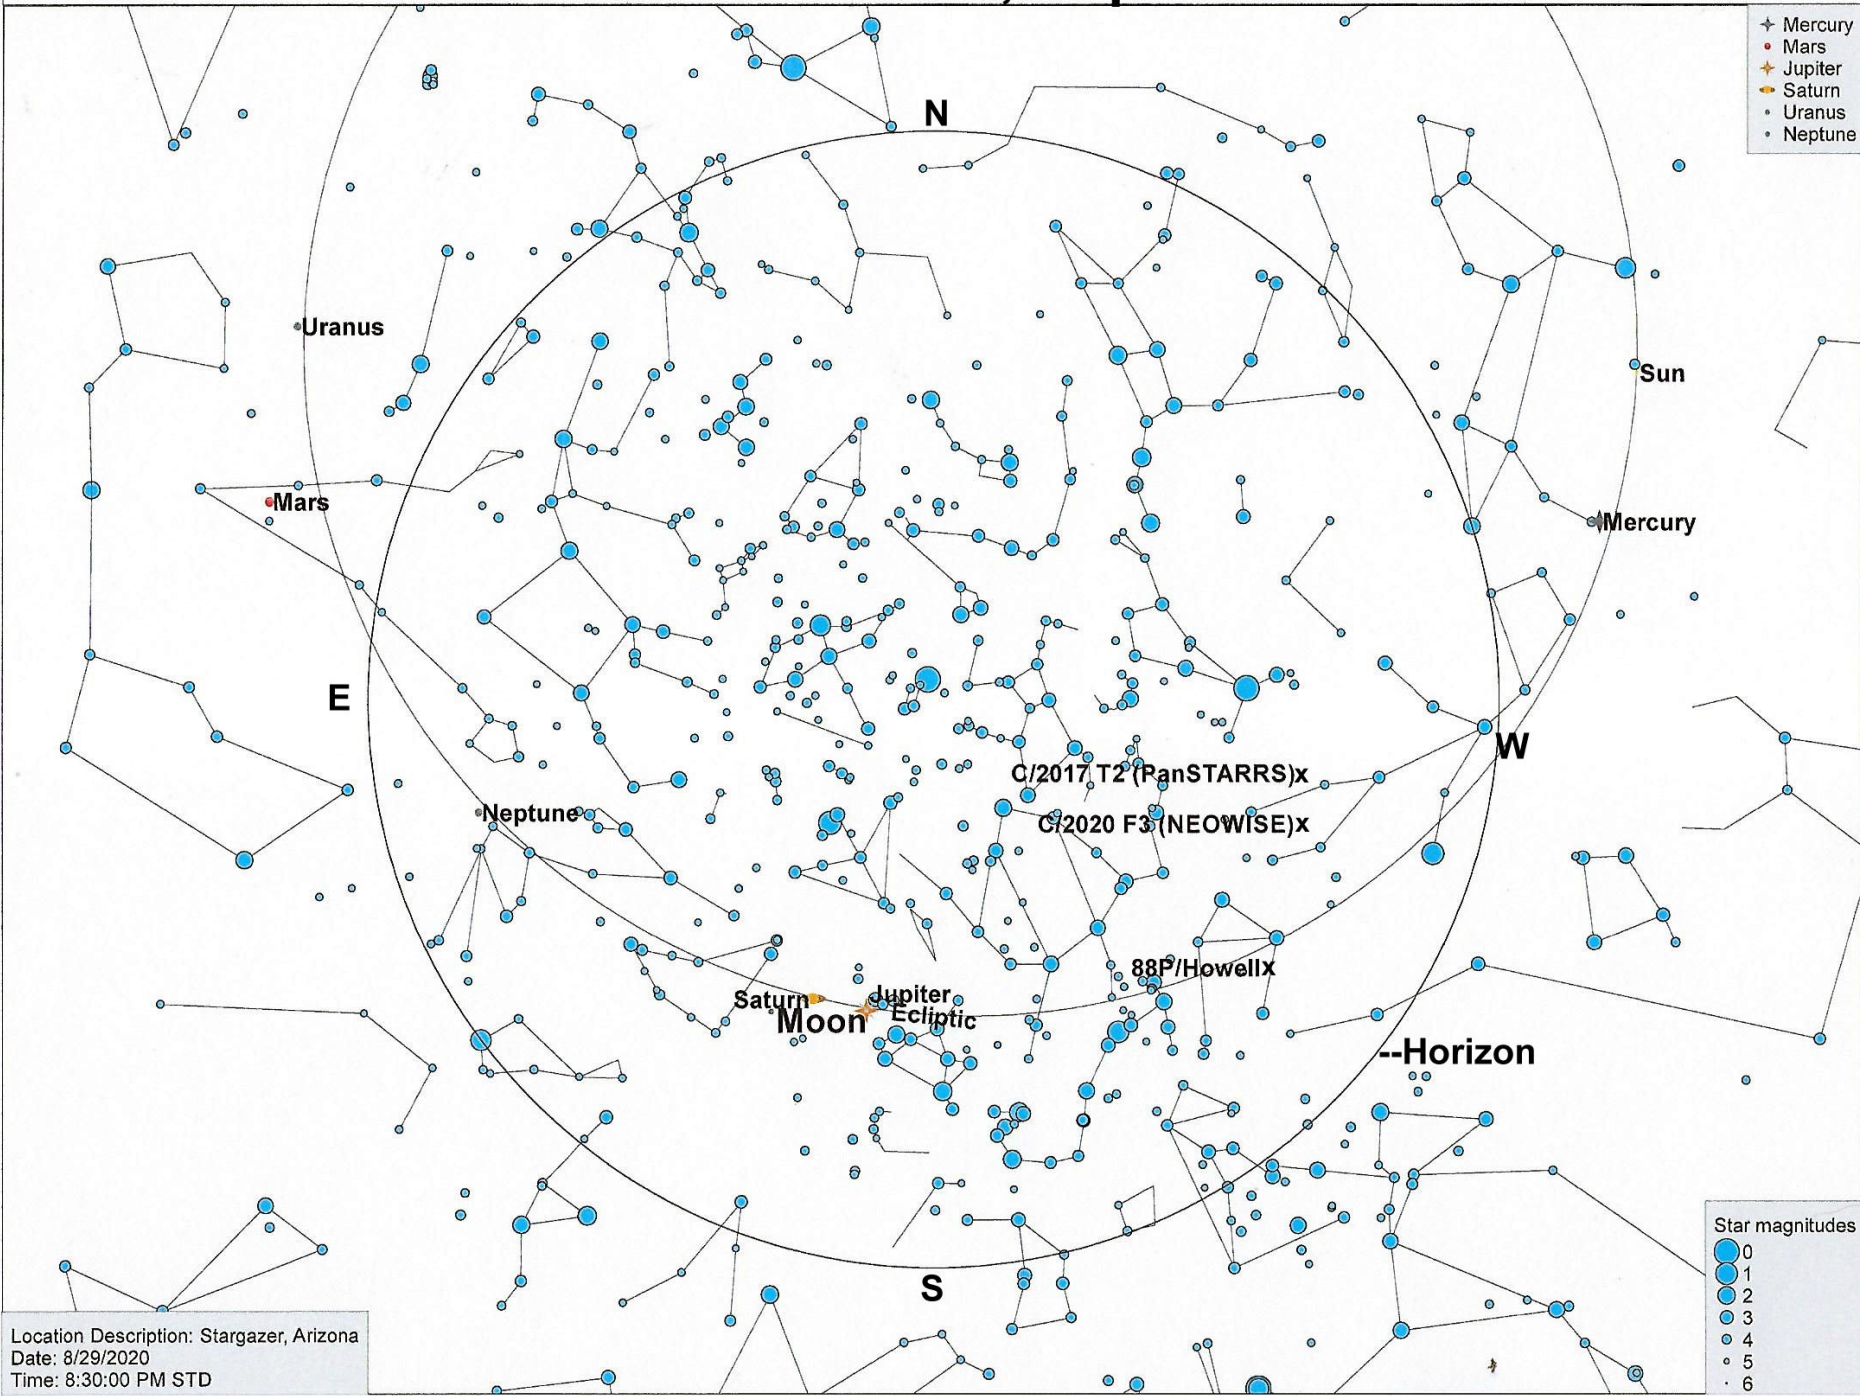 N
Mercury
Mars
Jupiter
Saturn
Uranus
Neptune
Uranus
Sun
Mars
Mercury
E
W
C/2017 T2 (PanSTARRS)x
Neptune
C/2020 F3 (NEOWISE)x
88P/Howellx
Saturn
Jupiter
Moon
Ecliptic
--Horizon
S
Star magnitudes
0
1
2
3
4
5
6
Location Description: Stargazer, Arizona
Date: 8/29/2020
Time: 8:30:00 PM STD